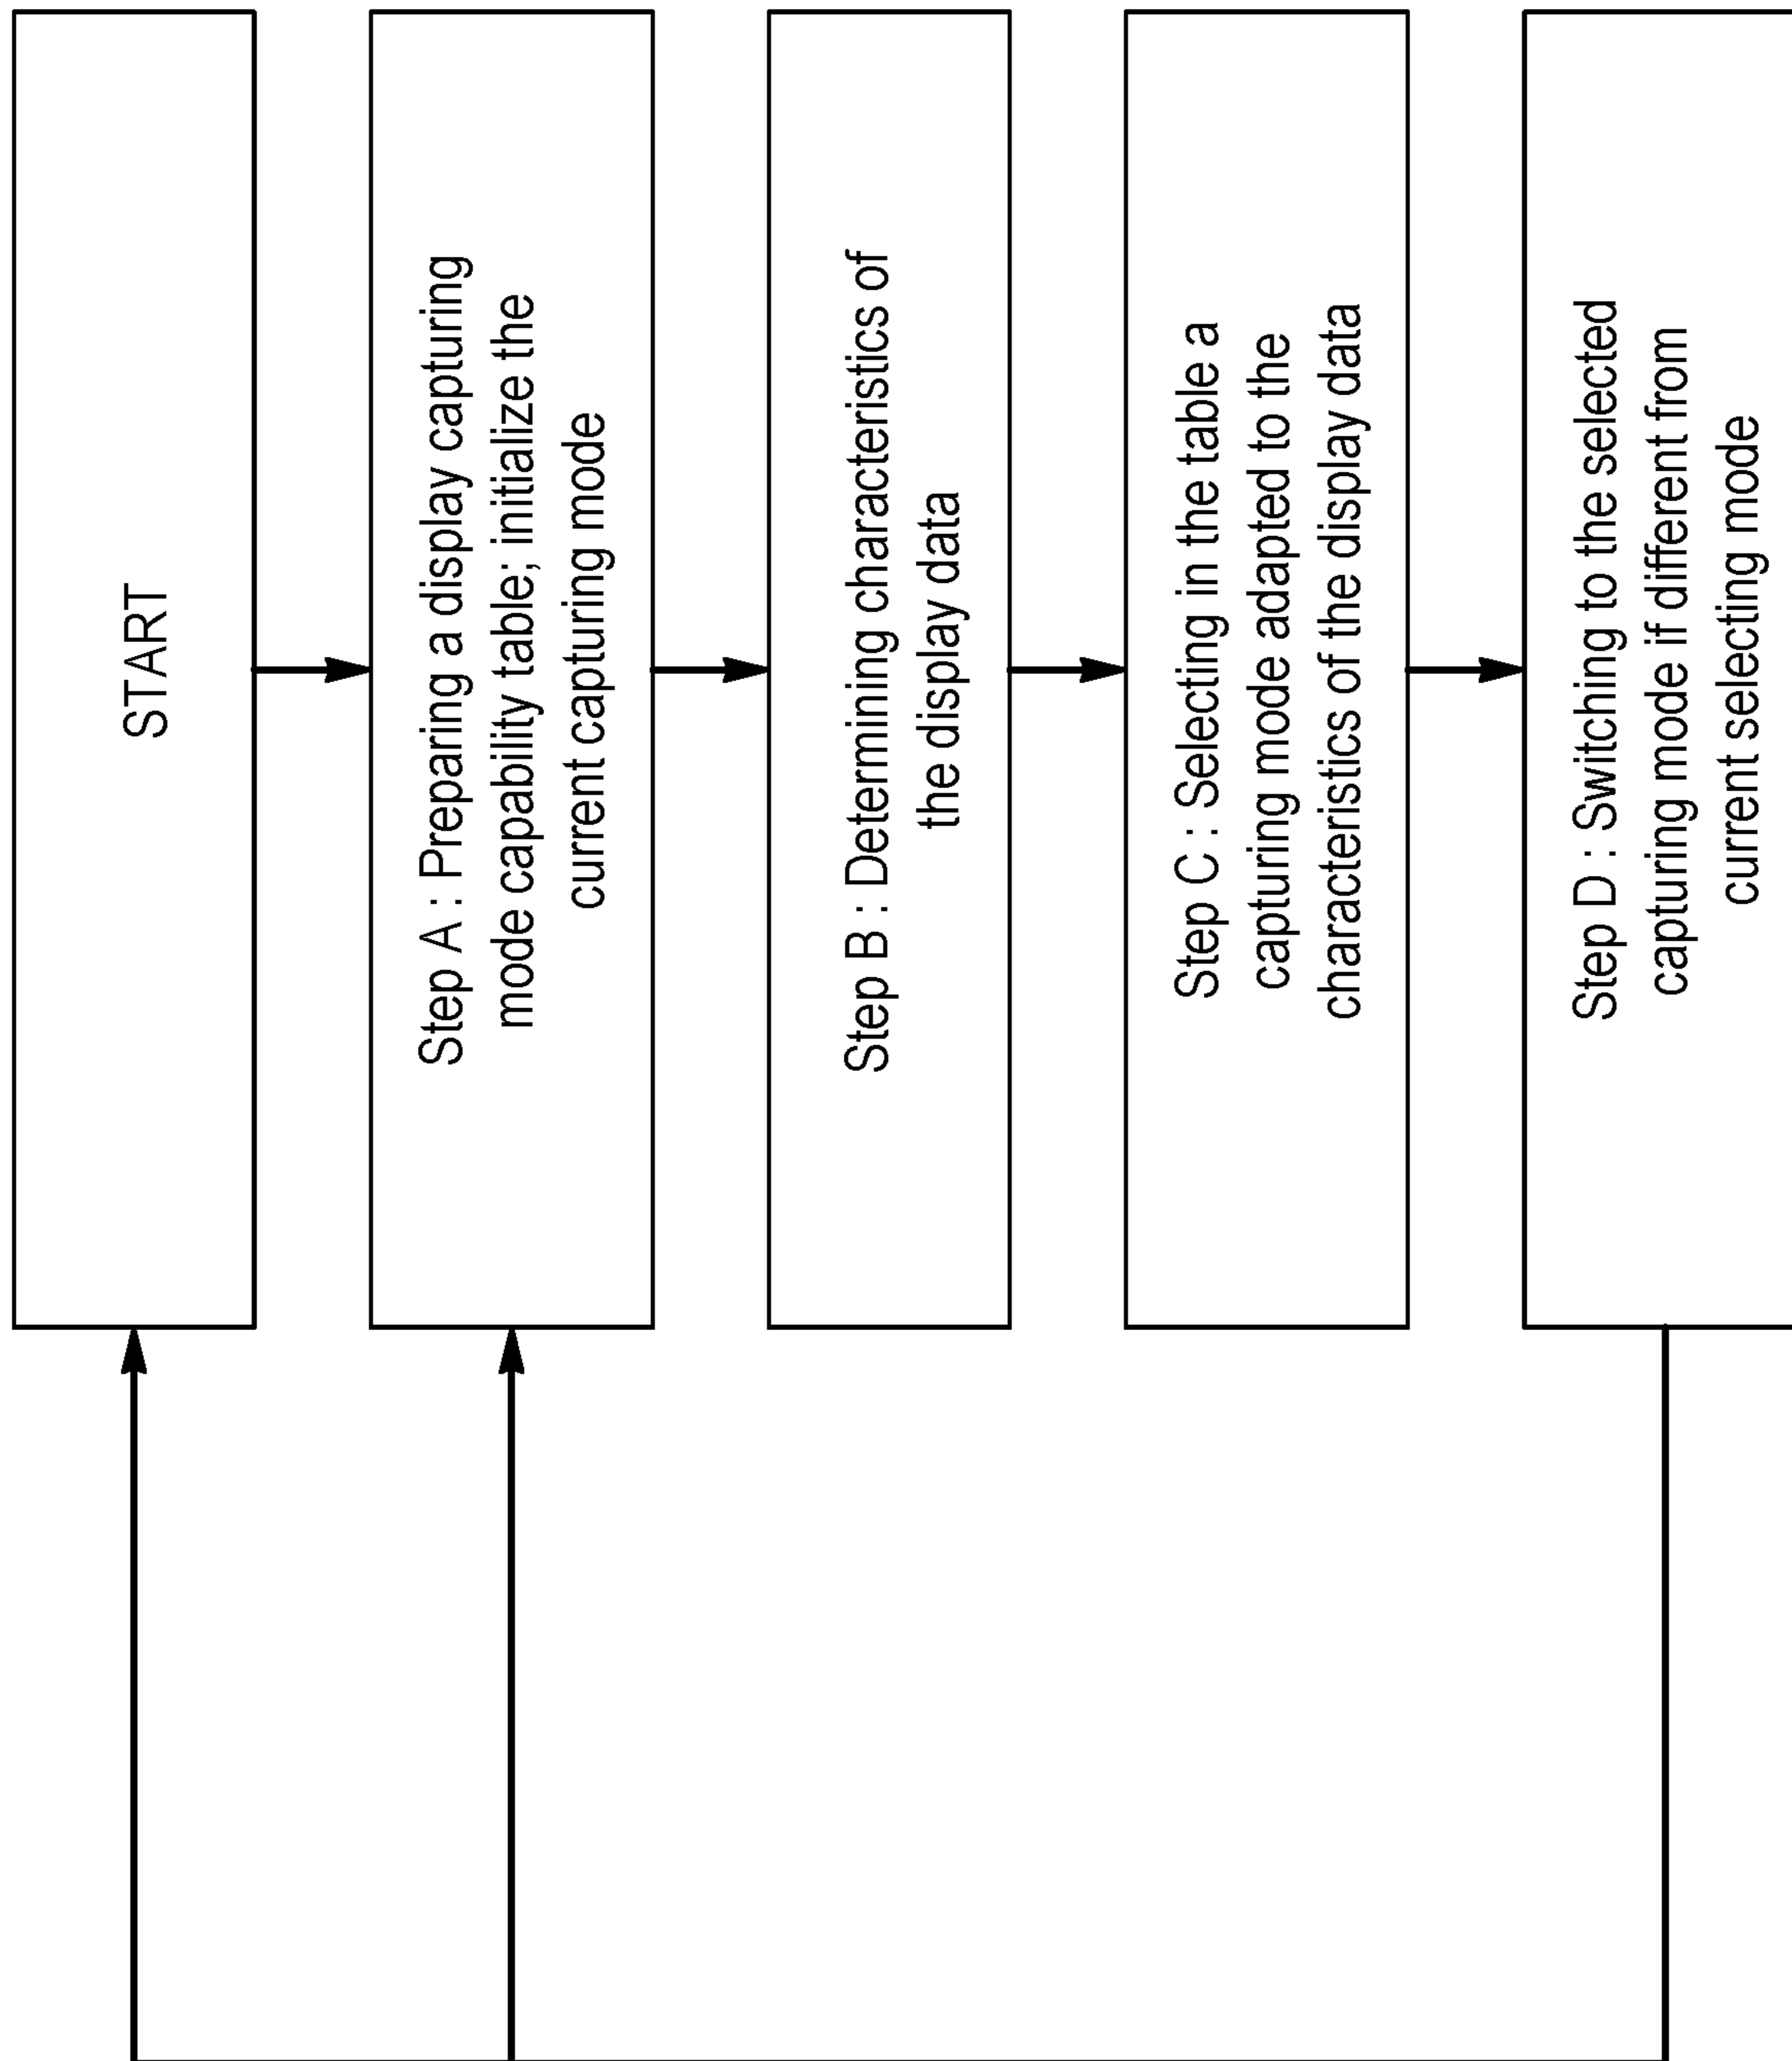 START
Step A : Preparing a display capturing
mode capability table; initialize the
current capturing mode
Step B : Determining characteristics of
the display data
Step C : Selecting in the table a
capturing mode adapted to the
characteristics of the display data
Step D : Switching to the selected
capturing mode if different from
current selecting mode